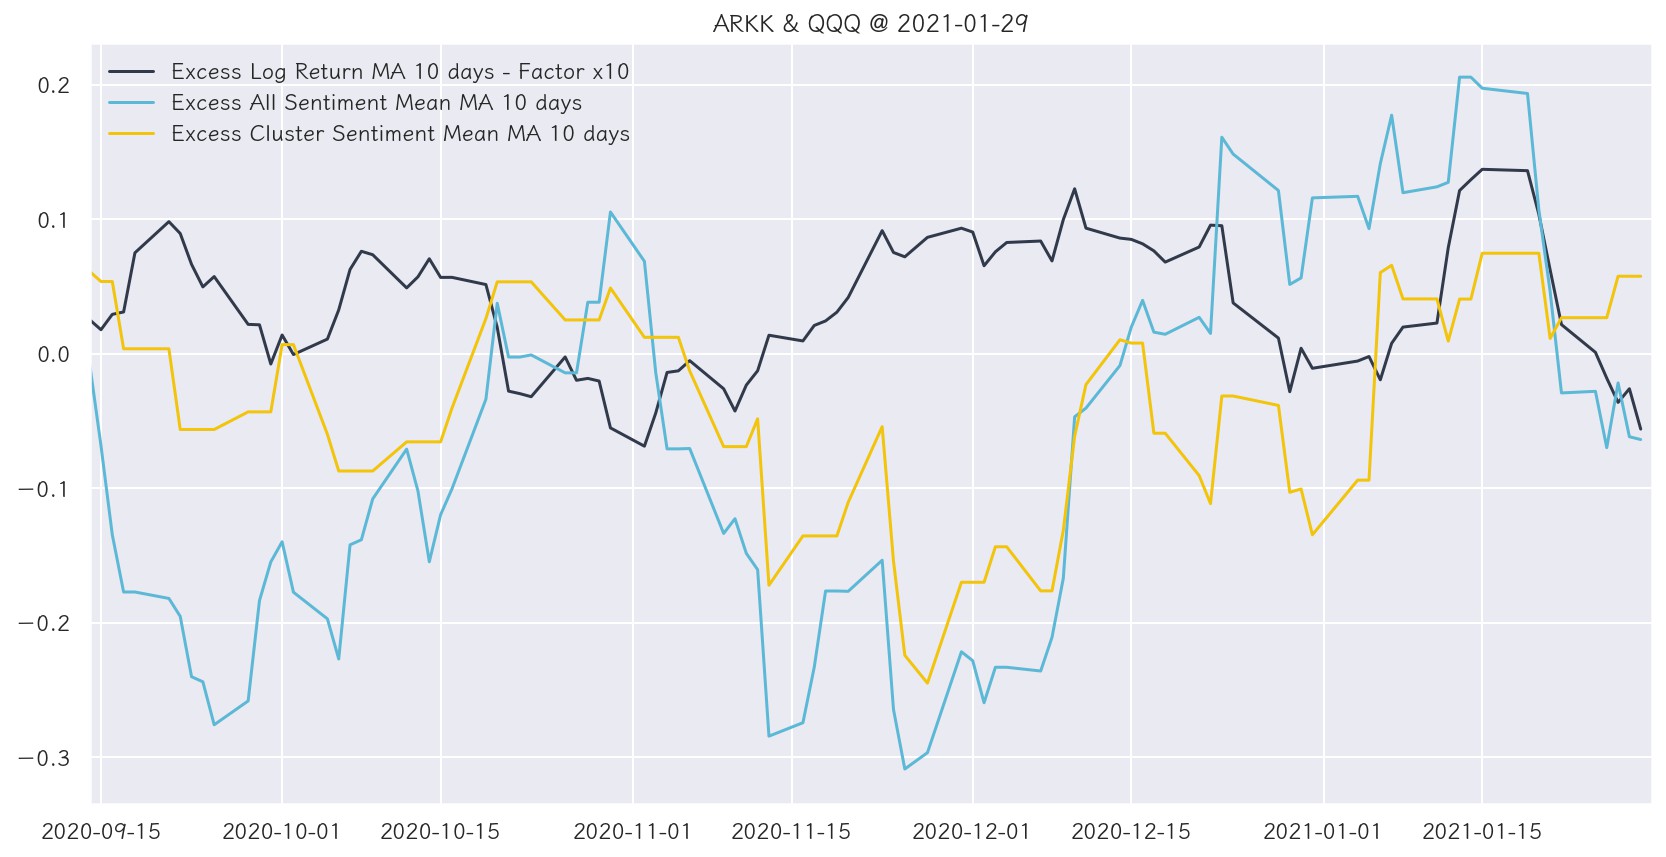 ARKK & QQQ @ 2021-01-29
Excess Log Return MA 10 days - Factor x10
Excess All Sentiment Mean MA 10 days
Excess Cluster Sentiment Mean MA 10 days
0.2
0.1
0.0
−0.1
−0.2
−0.3
2020-09-15 2020-10-01 2020-10-15 2020-11-01 2020-11-15 2020-12-01 2020-12-15 2021-01-01 2021-01-15